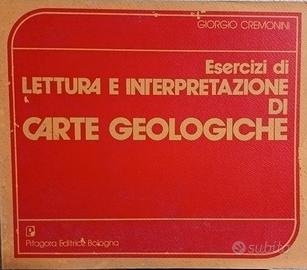 GIORGIO CREMONINI
Esercizi di
LETTURA E INTERPRETAZIONE
DI
CARTE GEOLOGICHE
Pitagora Editrice Bologna
subito